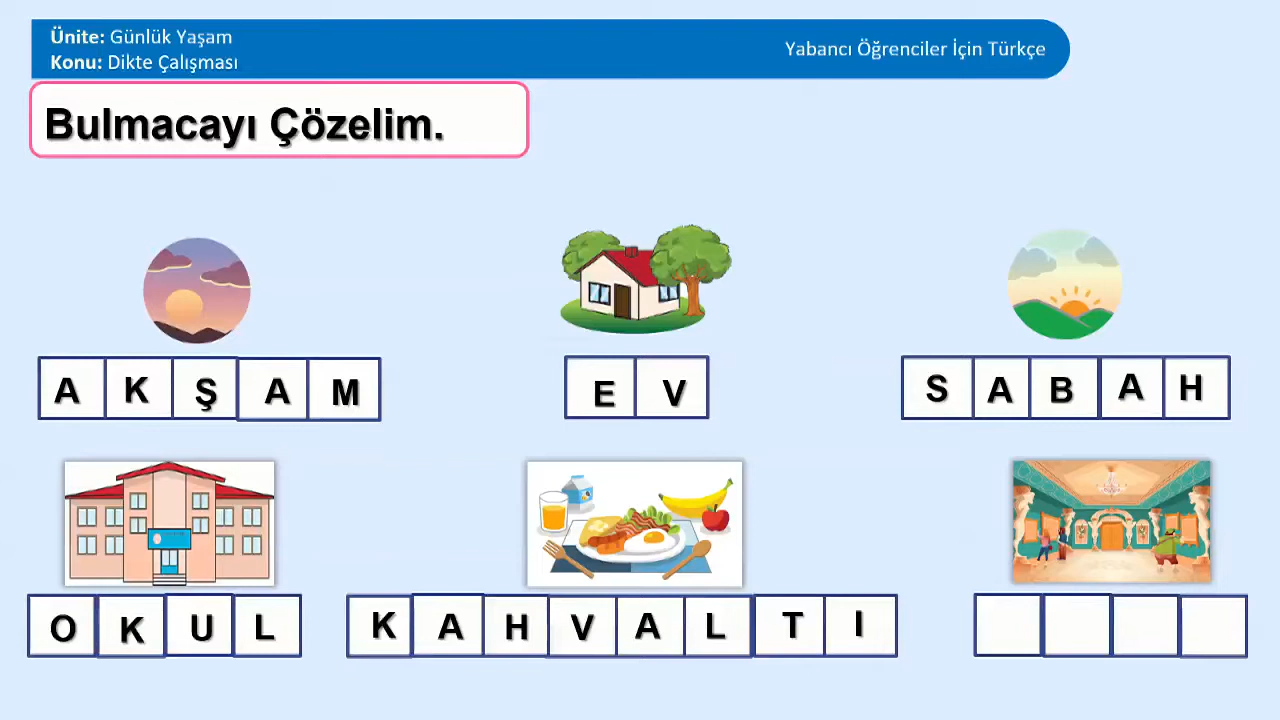 Ünite: Günlük Yaşam
Konu: Dikte Çalışması
Yabancı Öğrenciler İçin Türkçe
Bulmacayı Çözelim.
A K Ş A M
E V
S A B A H
O K U L
K A H V A L T I